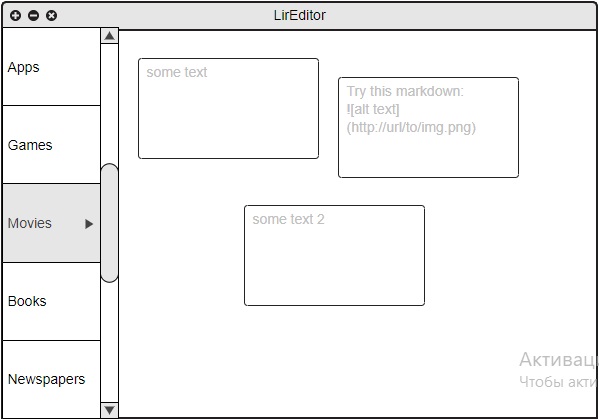 LirEditor
Apps
Games
Movies
Books
Newspapers
some text
Try this markdown:
![alt text]
(http://url/to/img.png)
some text 2
Активац
Чтобы акти